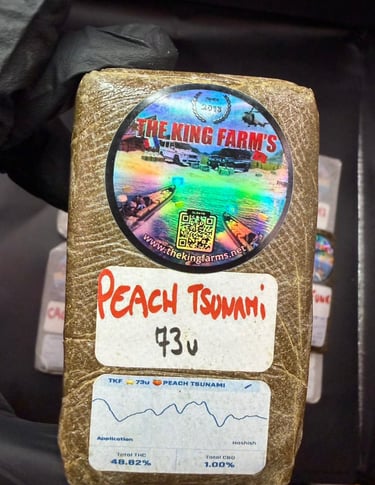 2013
THE KING FARM'S
www.thekingfarms.net
PEACH TSUNAMi
73u
TKF 👑 73u 🍑 PEACH TSUNAMI
Application
Hashish
Total THC
Total CBD
48.82%
1.00%